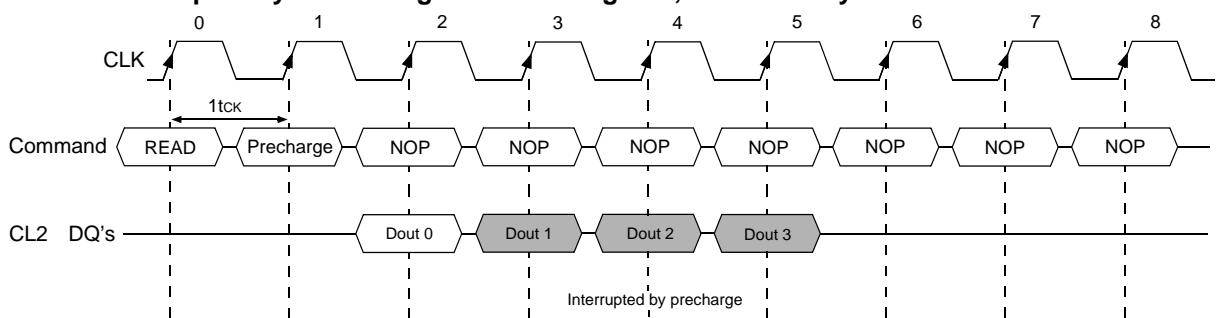 0 1 2 3 4 5 6 7 8
CLK
1tCK
Command READ Precharge NOP NOP NOP NOP NOP NOP NOP
CL2 DQ's Dout 0 Dout 1 Dout 2 Dout 3
Interrupted by precharge